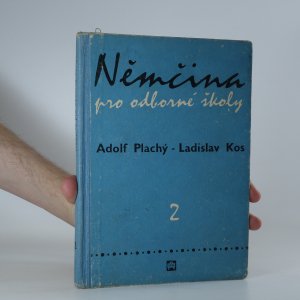 Němčina
pro odborné školy
Adolf Plachý - Ladislav Kos
2